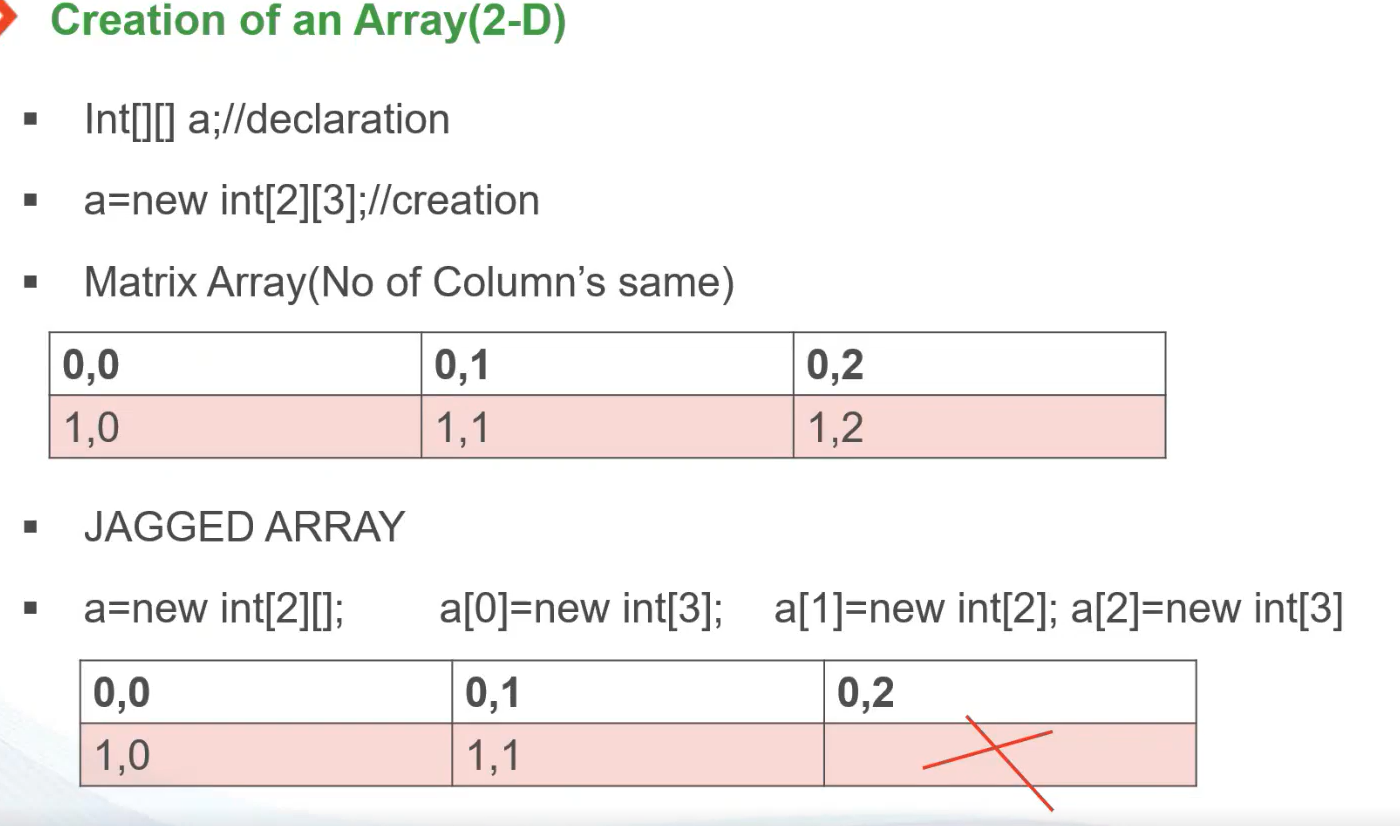 Creation of an Array(2-D)
▪ Int[][] a;//declaration
▪ a=new int[2][3];//creation
▪ Matrix Array(No of Column’s same)
0,0 0,1 0,2
1,0 1,1 1,2
▪ JAGGED ARRAY
▪ a=new int[2][]; a[0]=new int[3]; a[1]=new int[2]; a[2]=new int[3]
0,0 0,1 0,2
1,0 1,1